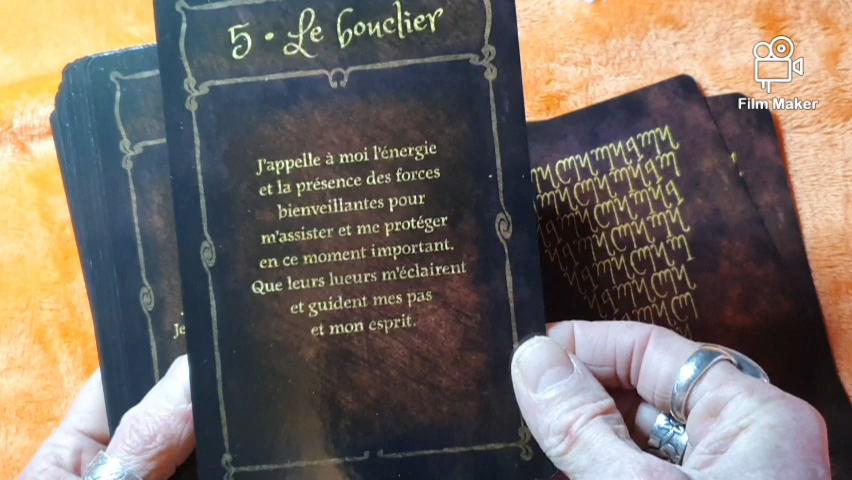 5 • Le bouclier
J'appelle à moi l'énergie
et la présence des forces
bienveillantes pour
m'assister et me protéger
en ce moment important.
Que leurs lueurs m'éclairent
et guident mes pas
et mon esprit.
Je
Film Maker